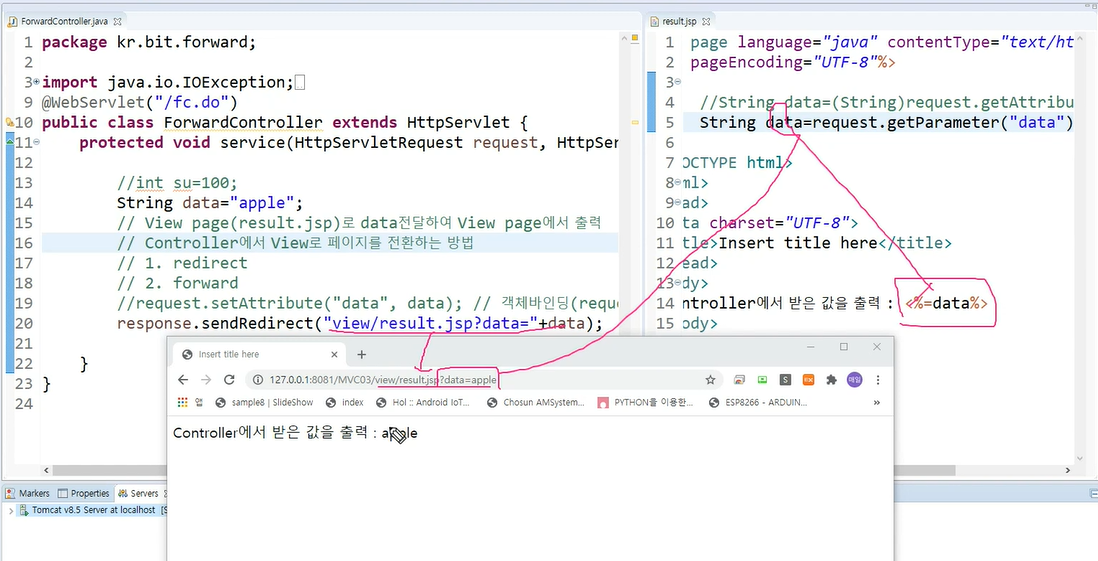 ForwardController.java
1 package kr.bit.forward;
2
3 import java.io.IOException;
9 @WebServlet("/fc.do")
10 public class ForwardController extends HttpServlet {
11 protected void service(HttpServletRequest request, HttpSer
12
13 //int su=100;
14 String data="apple";
15 // View page(result.jsp)로 data전달하여 View page에서 출력
16 // Controller에서 View로 페이지를 전환하는 방법
17 // 1. redirect
18 // 2. forward
19 //request.setAttribute("data", data); // 객체바인딩(requ
20 response.sendRedirect("view/result.jsp?data="+data);
21
22 }
23 }
24
result.jsp
1 page language="java" contentType="text/ht
2 pageEncoding="UTF-8"%>
3
4 //String data=(String)request.getAttribu
5 String data=request.getParameter("data")
6
7 OCTYPE html>
8 ml>
9 ad>
10 ta charset="UTF-8">
11 tle>Insert title here</title>
12 ead>
13 dy>
14 ntroller에서 받은 값을 출력 : <%=data%>
15 ody>
Insert title here
127.0.0.1:8081/MVC03/view/result.jsp?data=apple
매일
앱
sample8 | SlideShow
index
Hol :: Android IoT...
Chosun AMSystem...
PYTHON을 이용한...
ESP8266 - ARDUIN...
»
Controller에서 받은 값을 출력 : apple
Markers
Properties
Servers
Tomcat v8.5 Server at localhost [S